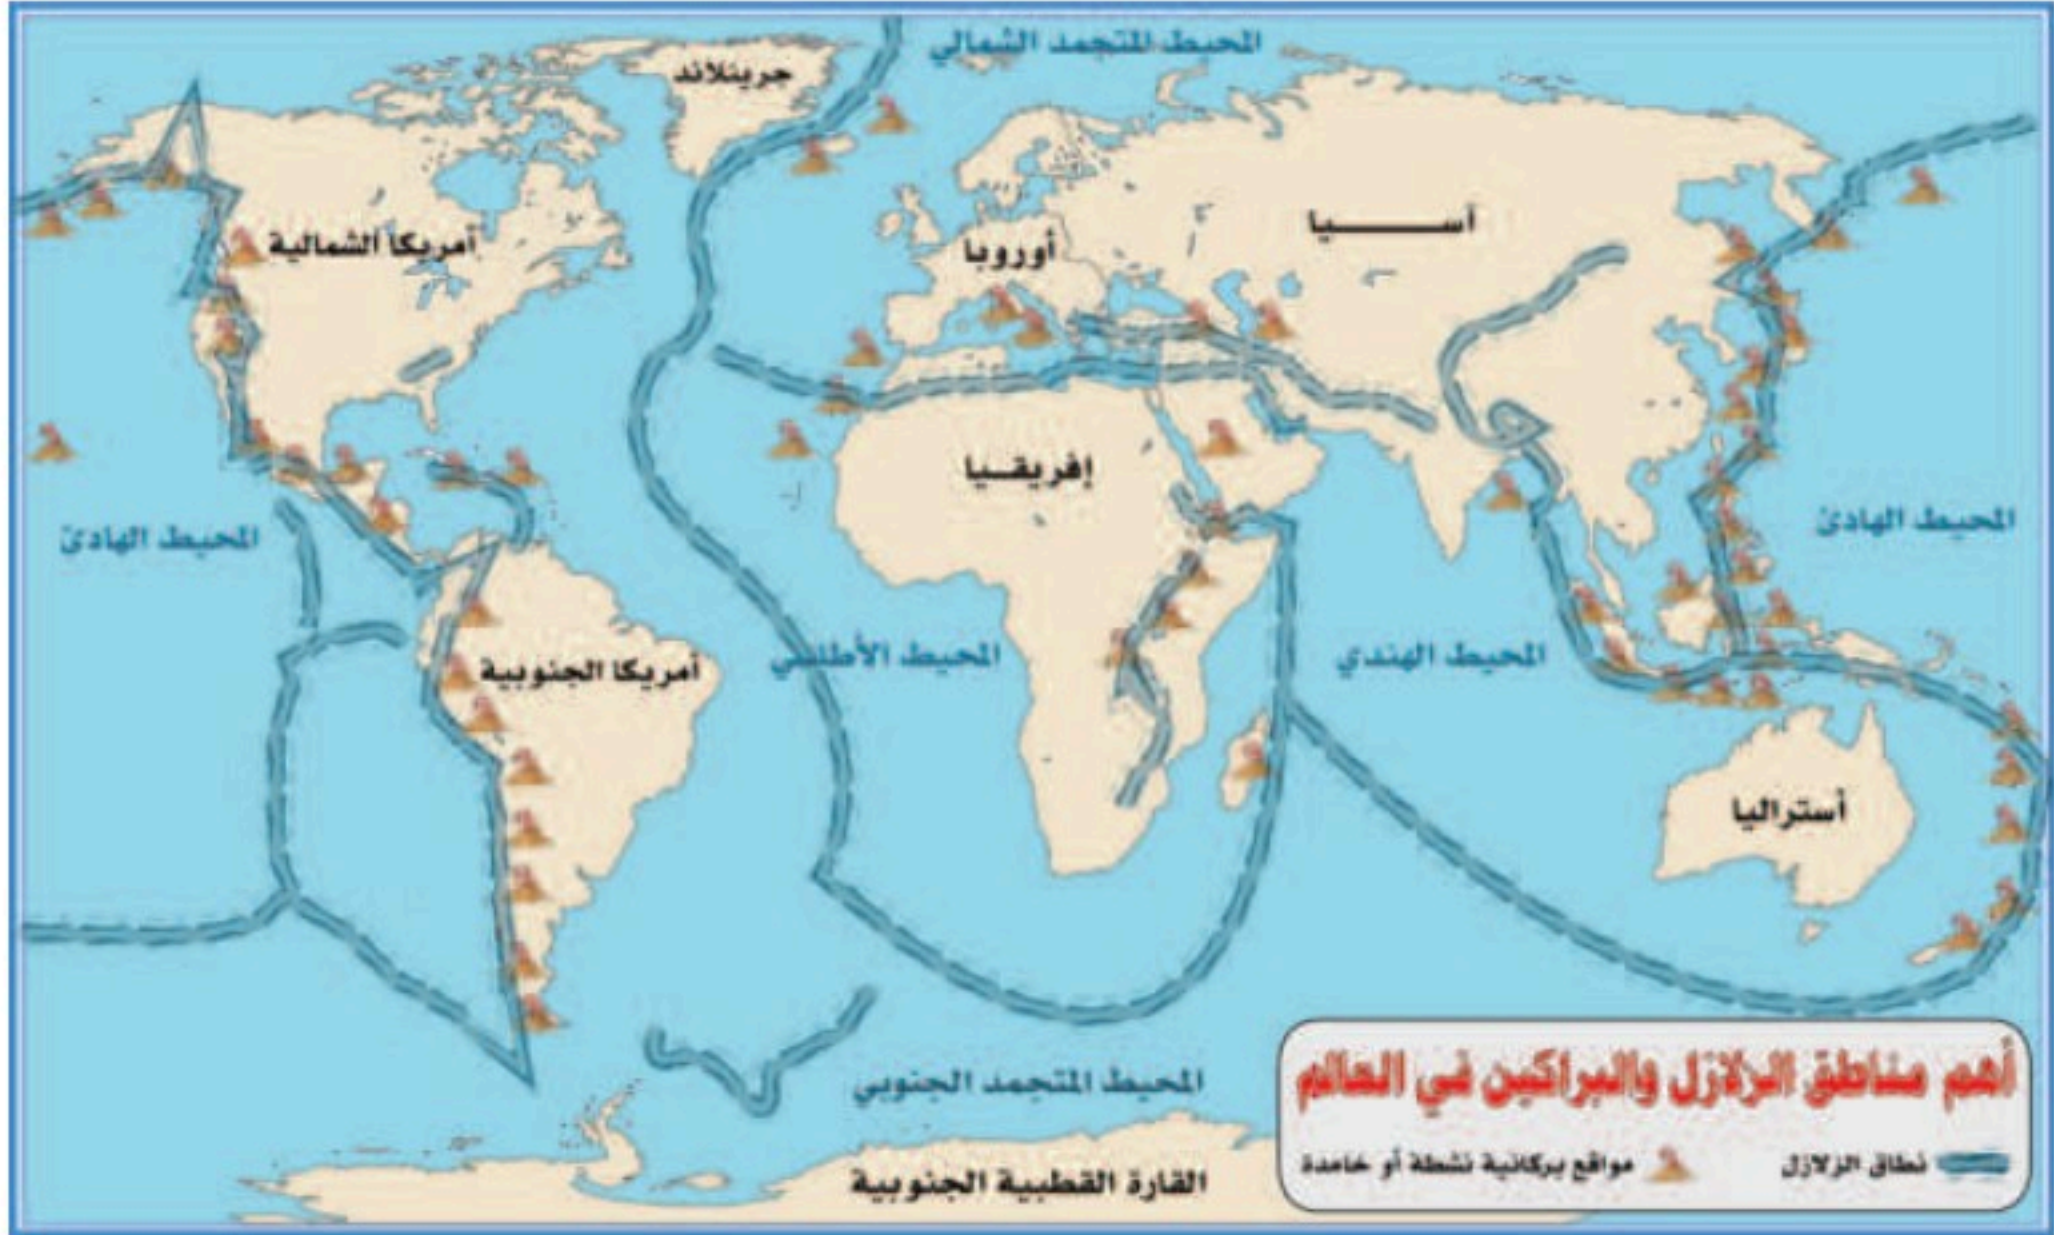 المحيط المتجمد الشمالي
جرينلاند
أمريكا الشمالية
أوروبا
آسيا
إفريقيا
المحيط الهادئ
المحيط الهادئ
المحيط الأطلسي
المحيط الهندي
أمريكا الجنوبية
أستراليا
المحيط المتجمد الجنوبي
القارة القطبية الجنوبية
أهم مناطق الزلازل والبراكين في العالم
نطاق الزلازل
مواقع بركانية نشطة أو خامدة